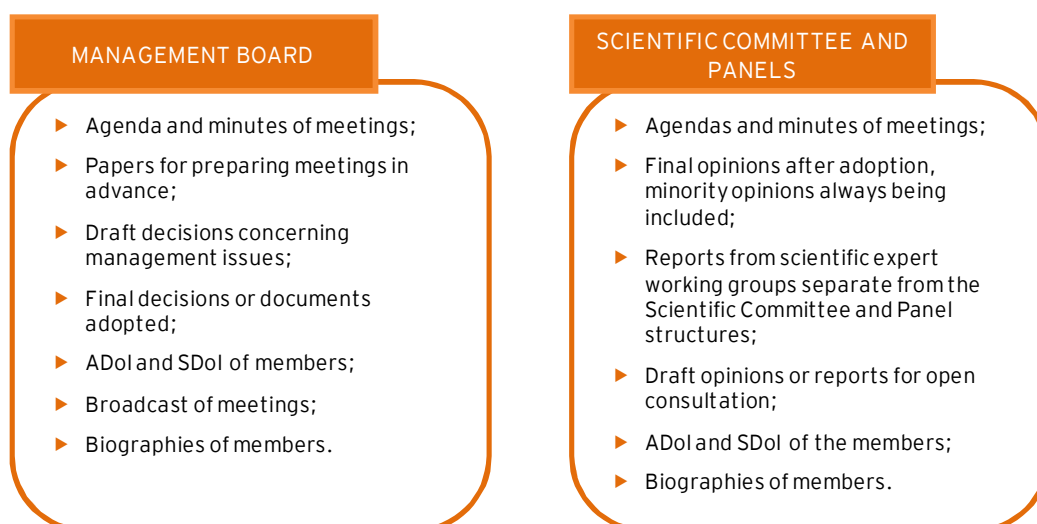 MANAGEMENT BOARD
Agenda and minutes of meetings;
Papers for preparing meetings in
advance;
Draft decisions concerning
management issues;
Final decisions or documents
adopted;
ADoI and SDoI of members;
Broadcast of meetings;
Biographies of members.
SCIENTIFIC COMMITTEE AND
PANELS
Agendas and minutes of meetings;
Final opinions after adoption,
minority opinions always being
included;
Reports from scientific expert
working groups separate from the
Scientific Committee and Panel
structures;
Draft opinions or reports for open
consultation;
ADoI and SDoI of the members;
Biographies of members.